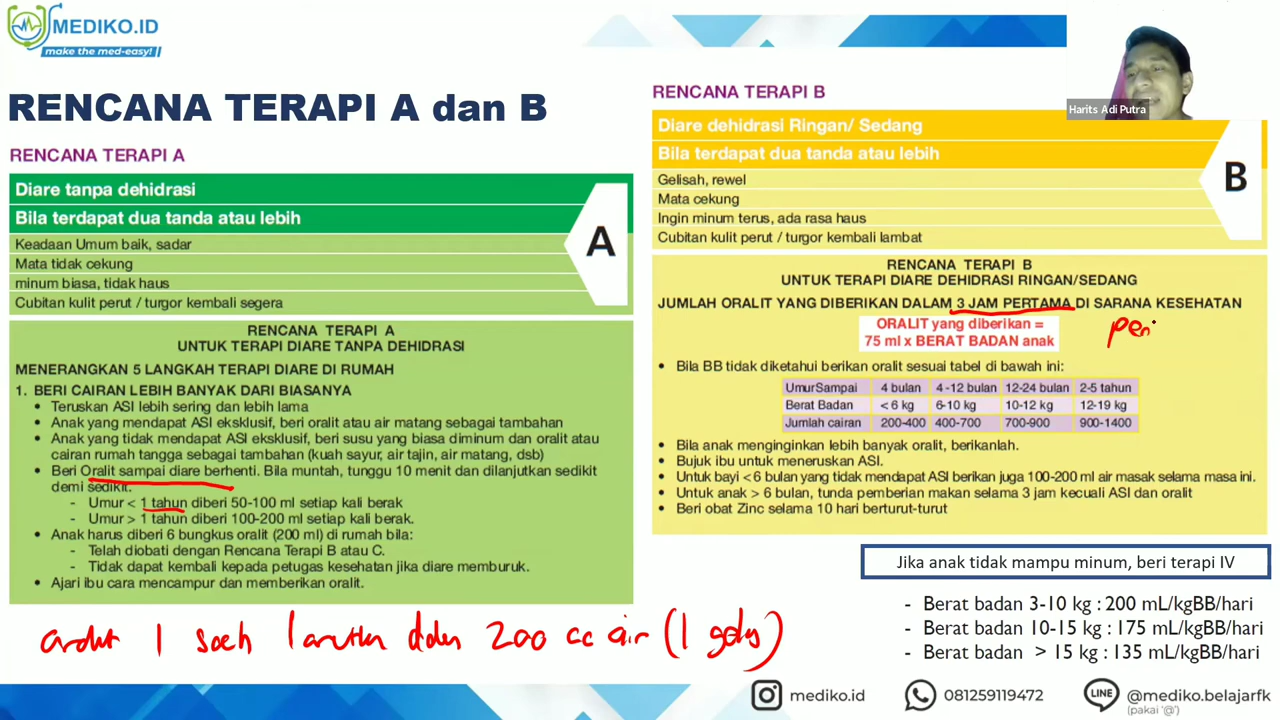 MEDIKO.ID
make the med-easy!
RENCANA TERAPI A dan B
RENCANA TERAPI A
Diare tanpa dehidrasi
Bila terdapat dua tanda atau lebih
Keadaan Umum baik, sadar
Mata tidak cekung
minum biasa, tidak haus
Cubitan kulit perut / turgor kembali segera
A
RENCANA TERAPI A
UNTUK TERAPI DIARE TANPA DEHIDRASI
MENERANGKAN 5 LANGKAH TERAPI DIARE DI RUMAH
1. BERI CAIRAN LEBIH BANYAK DARI BIASANYA
• Teruskan ASI lebih sering dan lebih lama
• Anak yang mendapat ASI eksklusif, beri oralit atau air matang sebagai tambahan
• Anak yang tidak mendapat ASI eksklusif, beri susu yang biasa diminum dan oralit atau
cairan rumah tangga sebagai tambahan (kuah sayur, air tajin, air matang, dsb)
• Beri Oralit sampai diare berhenti. Bila muntah, tunggu 10 menit dan dilanjutkan sedikit
demi sedikit.
- Umur < 1 tahun diberi 50-100 ml setiap kali berak
- Umur > 1 tahun diberi 100-200 ml setiap kali berak.
• Anak harus diberi 6 bungkus oralit (200 ml) di rumah bila:
- Telah diobati dengan Rencana Terapi B atau C.
- Tidak dapat kembali kepada petugas kesehatan jika diare memburuk.
• Ajari ibu cara mencampur dan memberikan oralit.
1 200 cc air (1
RENCANA TERAPI B
Harits Adi Putra
Diare dehidrasi Ringan/ Sedang
Bila terdapat dua tanda atau lebih
Gelisah, rewel
Mata cekung
Ingin minum terus, ada rasa haus
Cubitan kulit perut / turgor kembali lambat
B
RENCANA TERAPI B
UNTUK TERAPI DIARE DEHIDRASI RINGAN/SEDANG
JUMLAH ORALIT YANG DIBERIKAN DALAM 3 JAM PERTAMA DI SARANA KESEHATAN
ORALIT yang diberikan =
75 ml x BERAT BADAN anak
pen
• Bila BB tidak diketahui berikan oralit sesuai tabel di bawah ini:
UmurSampai 4 bulan 4 -12 bulan 12-24 bulan 2-5 tahun
Berat Badan < 6 kg 6-10 kg 10-12 kg 12-19 kg
Jumlah cairan 200-400 400-700 700-900 900-1400
• Bila anak menginginkan lebih banyak oralit, berikanlah.
• Bujuk ibu untuk meneruskan ASI.
• Untuk bayi < 6 bulan yang tidak mendapat ASI berikan juga 100-200 ml air masak selama masa ini.
• Untuk anak > 6 bulan, tunda pemberian makan selama 3 jam kecuali ASI dan oralit
• Beri obat Zinc selama 10 hari berturut-turut
Jika anak tidak mampu minum, beri terapi IV
- Berat badan 3-10 kg : 200 mL/kgBB/hari
- Berat badan 10-15 kg : 175 mL/kgBB/hari
- Berat badan > 15 kg : 135 mL/kgBB/hari
mediko.id
081259119472
LINE
@mediko.belajarfk
(pakai '@')